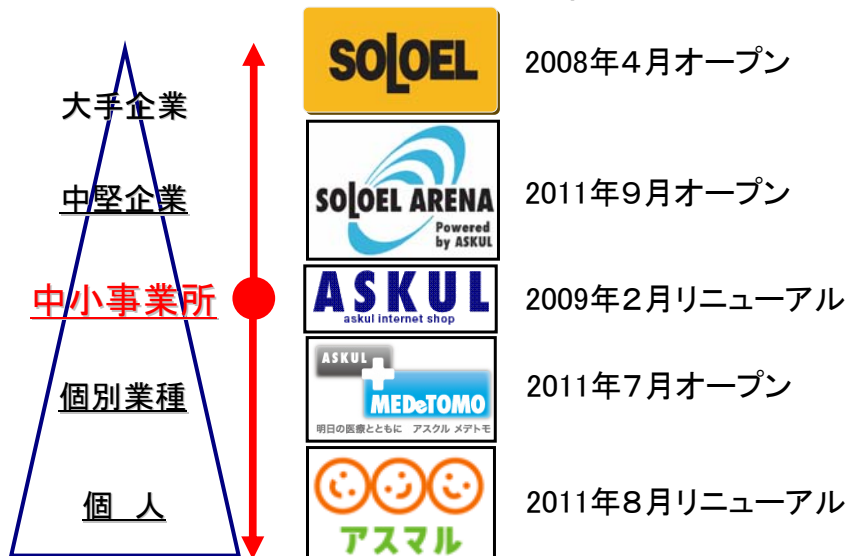 大手企業
SOLOEL
2008年4月オープン
中堅企業
SOLOEL ARENA
Powered
by ASKUL
2011年9月オープン
中小事業所
ASKUL
askul internet shop
2009年2月リニューアル
個別業種
ASKUL
MEDeTOMO
明日の医療とともに アスクル メデトモ
2011年7月オープン
個 人
アスマル
2011年8月リニューアル